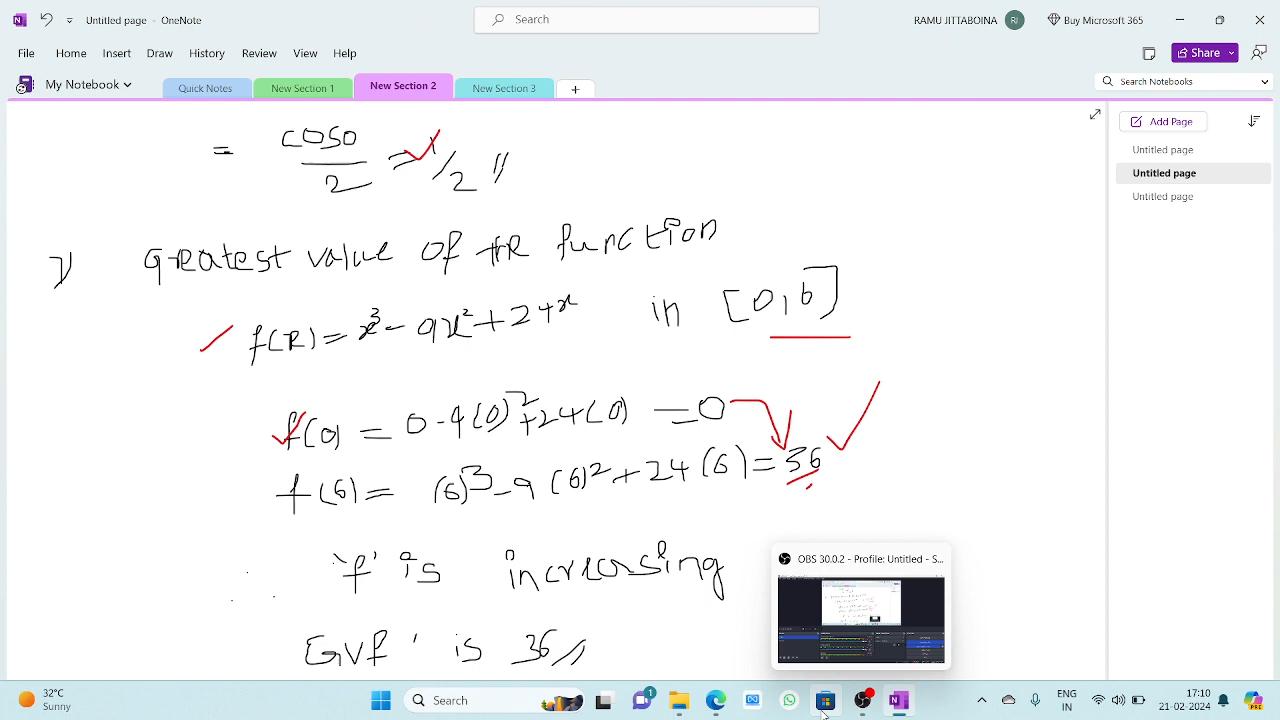 Untitled page - OneNote
Search
RAMU JITTABOINA
RJ
Buy Microsoft 365
File Home Insert Draw History Review View Help
Share
My Notebook
Quick Notes
New Section 1
New Section 2
New Section 3
+
Search Notebooks
Add Page
Untitled page
Untitled page
Untitled page
= cos0/2 = 1/2 //
7) Greatest value of the function
f(x) = x³ - 9x² + 24x in [0,6]
f(0) = 0-9(0)²+24(0) = 0
f(6) = (6)³-9(6)²+24(6) = 36
'f' is increasing
GVf' is 36//
OBS 30.0.2 - Profile: Untitled - S...
32°C
Search
1
ENG
IN
17:10
21-02-2024